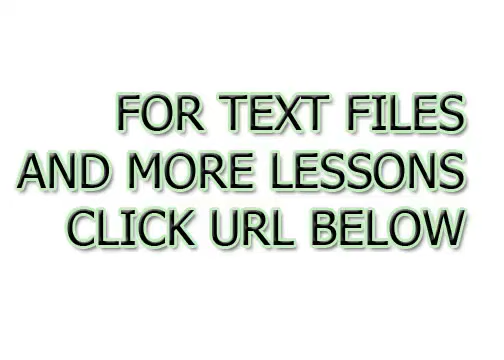 FOR TEXT FILES
AND MORE LESSONS
CLICK URL BELOW